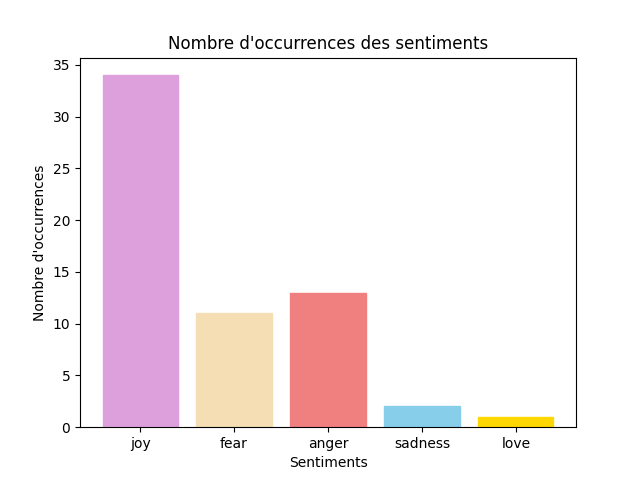 Nombre d'occurrences des sentiments
Nombre d'occurrences
35
30
25
20
15
10
5
0
joy fear anger sadness love
Sentiments